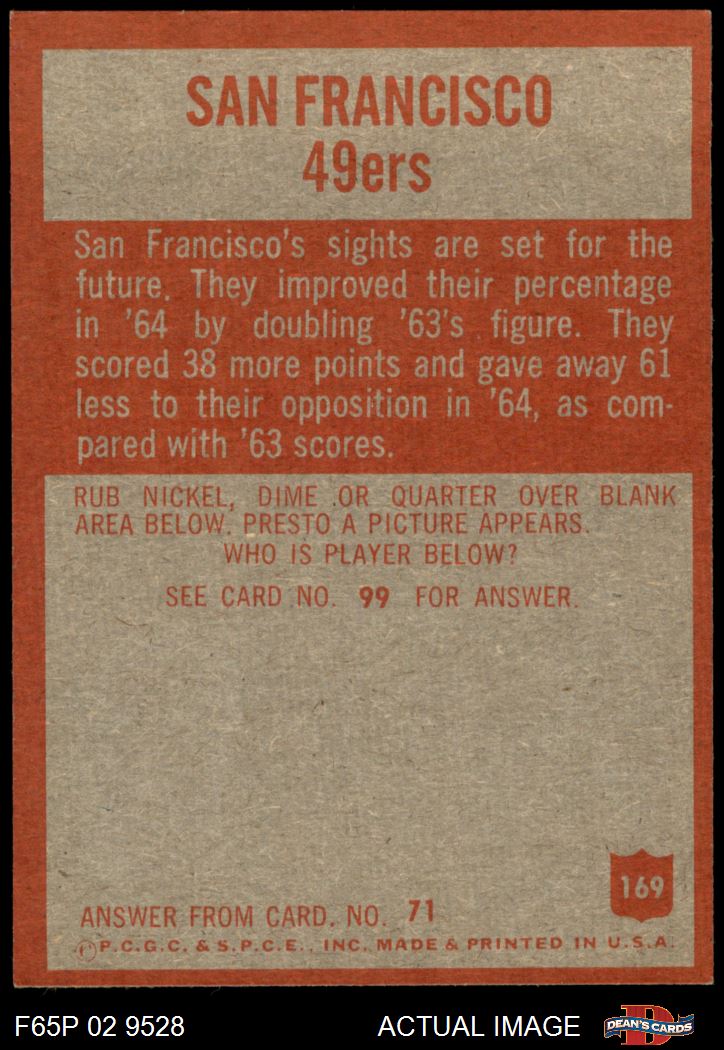 SAN FRANCISCO
49ers
San Francisco's sights are set for the
future. They improved their percentage
in '64 by doubling '63's figure. They
scored 38 more points and gave away 61
less to their opposition in '64, as com-
pared with '63 scores.
RUB NICKEL, DIME OR QUARTER OVER BLANK
AREA BELOW. PRESTO A PICTURE APPEARS.
WHO IS PLAYER BELOW?
SEE CARD NO. 99 FOR ANSWER.
169
ANSWER FROM CARD. NO. 71
©P.C.G.C. & S.P.C.E., INC. MADE & PRINTED IN U.S.A.
F65P 02 9528
ACTUAL IMAGE
D
DEAN'S CARDS